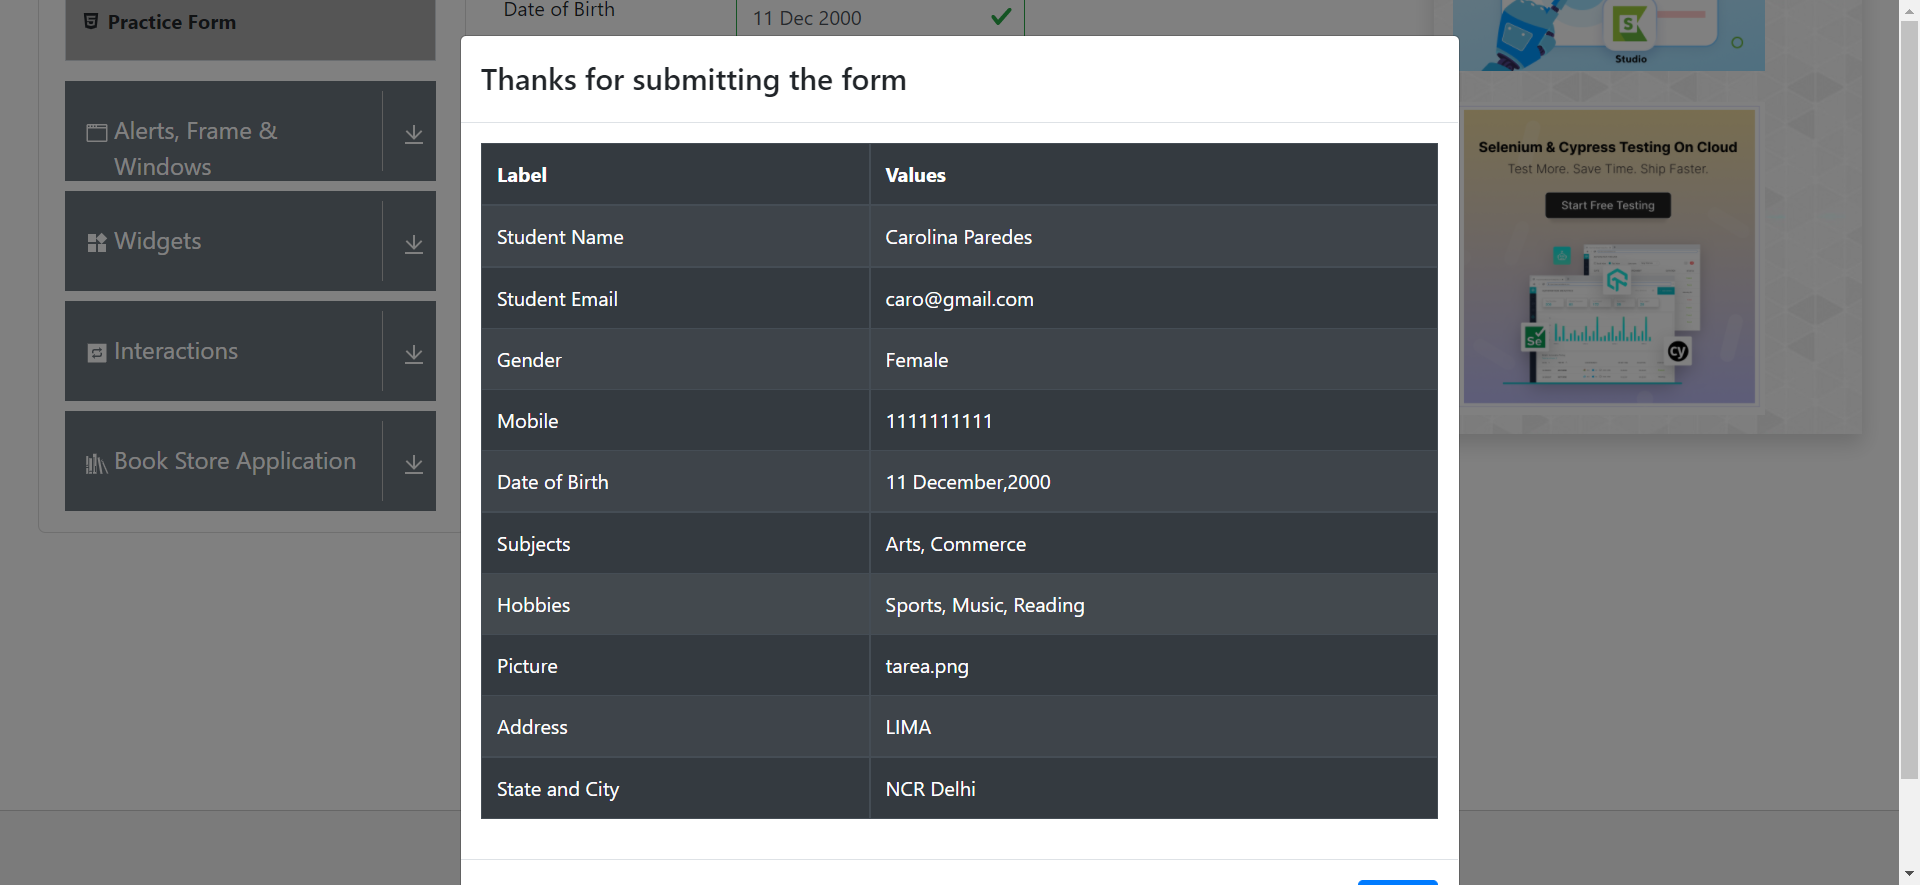 Practice Form
Alerts, Frame &
Windows
Widgets
Interactions
Book Store Application
Date of Birth
11 Dec 2000
Thanks for submitting the form
Label Values
Student Name Carolina Paredes
Student Email caro@gmail.com
Gender Female
Mobile 1111111111
Date of Birth 11 December,2000
Subjects Arts, Commerce
Hobbies Sports, Music, Reading
Picture tarea.png
Address LIMA
State and City NCR Delhi
S
Studio
Selenium & Cypress Testing On Cloud
Test More. Save Time. Ship Faster.
Start Free Testing
Se
cy